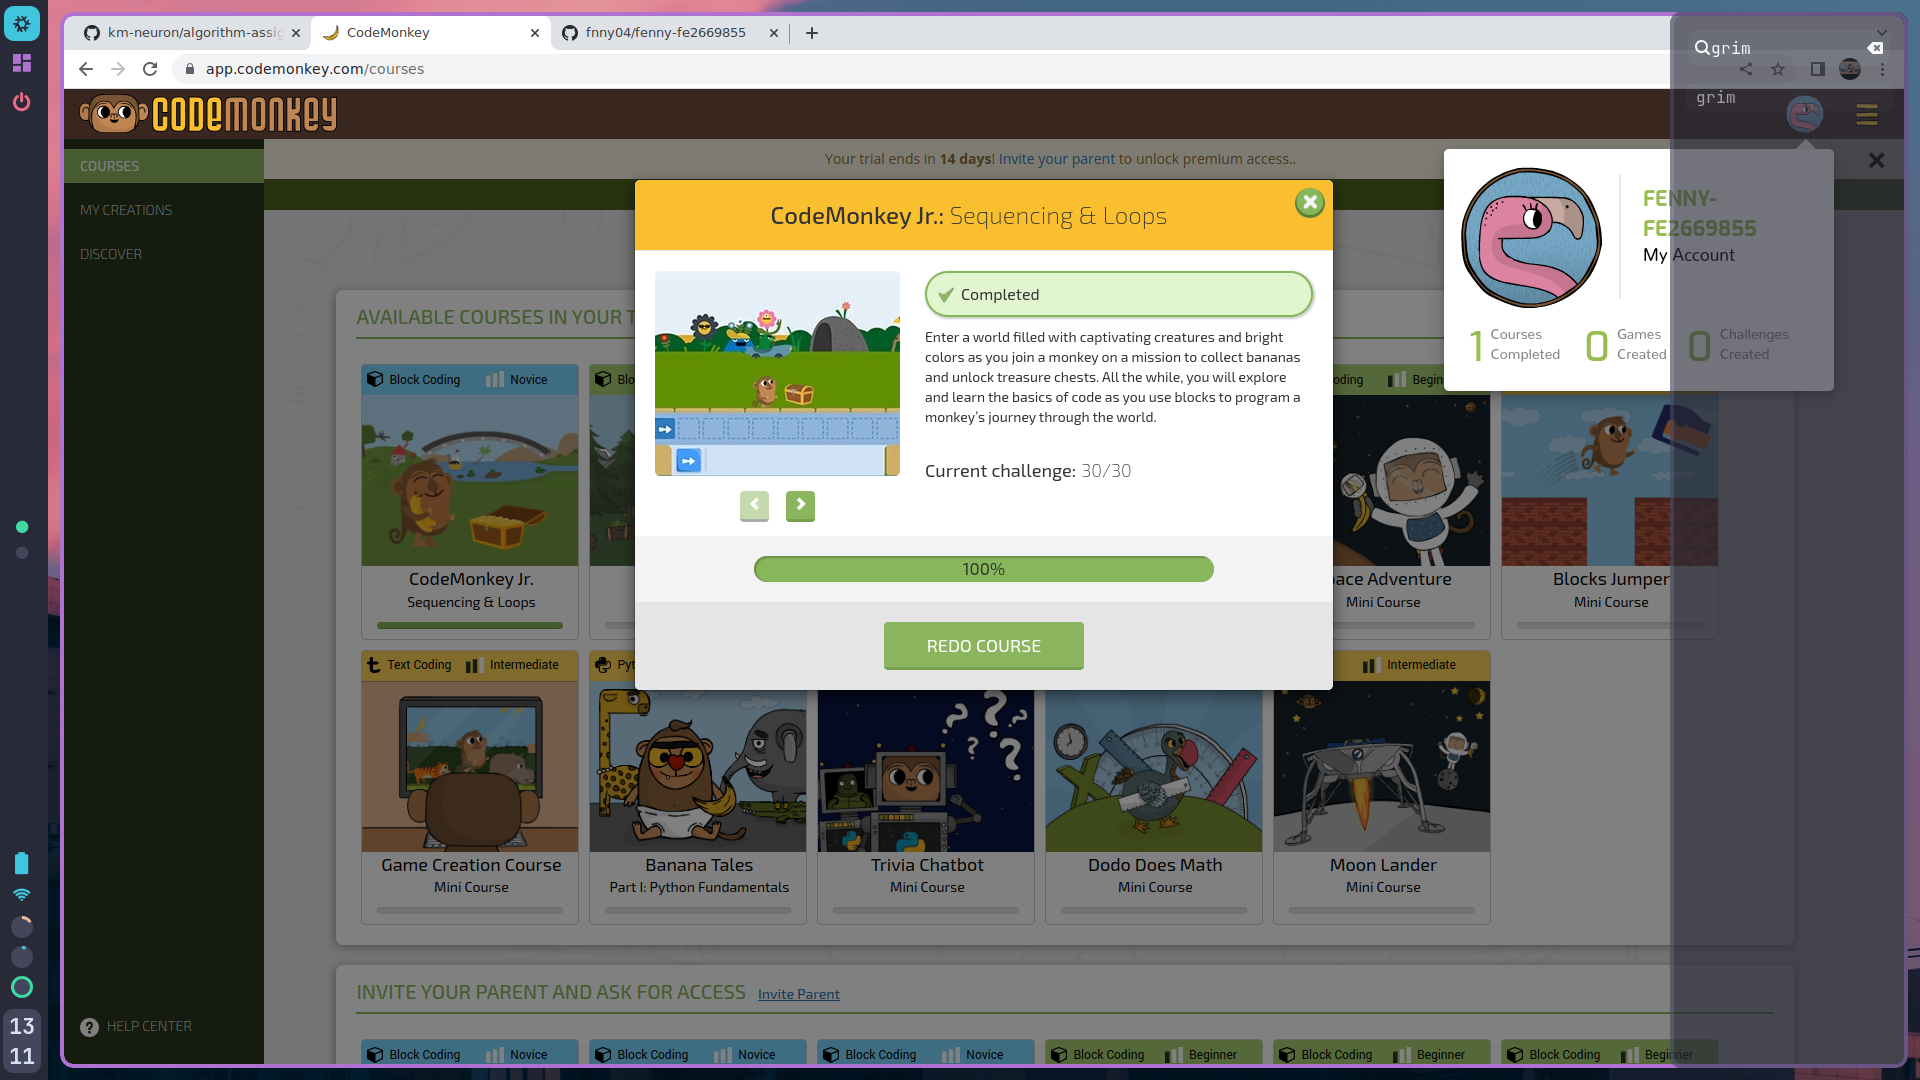 km-neuron/algorithm-assig
CodeMonkey
fnny04/fenny-fe2669855
grim
app.codemonkey.com/courses
grim
CODEMONKEY
COURSES
MY CREATIONS
DISCOVER
HELP CENTER
13
11
Your trial ends in 14 days! Invite your parent to unlock premium access..
FENNY-
FE2669855
My Account
1 Courses Completed
0 Games Created
0 Challenges Created
CodeMonkey Jr.: Sequencing & Loops
Completed
Enter a world filled with captivating creatures and bright
colors as you join a monkey on a mission to collect bananas
and unlock treasure chests. All the while, you will explore
and learn the basics of code as you use blocks to program a
monkey's journey through the world.
Current challenge: 30/30
100%
REDO COURSE
AVAILABLE COURSES IN YOUR T
Block Coding Novice
Blo
oding Begin
CodeMonkey Jr.
Sequencing & Loops
ace Adventure
Mini Course
Blocks Jumper
Mini Course
Text Coding Intermediate
Pyt
Intermediate
Game Creation Course
Mini Course
Banana Tales
Part I: Python Fundamentals
Trivia Chatbot
Mini Course
Dodo Does Math
Mini Course
Moon Lander
Mini Course
INVITE YOUR PARENT AND ASK FOR ACCESS Invite Parent
Block Coding Novice
Block Coding Novice
Block Coding Novice
Block Coding Beginner
Block Coding Beginner
Block Coding Beginner